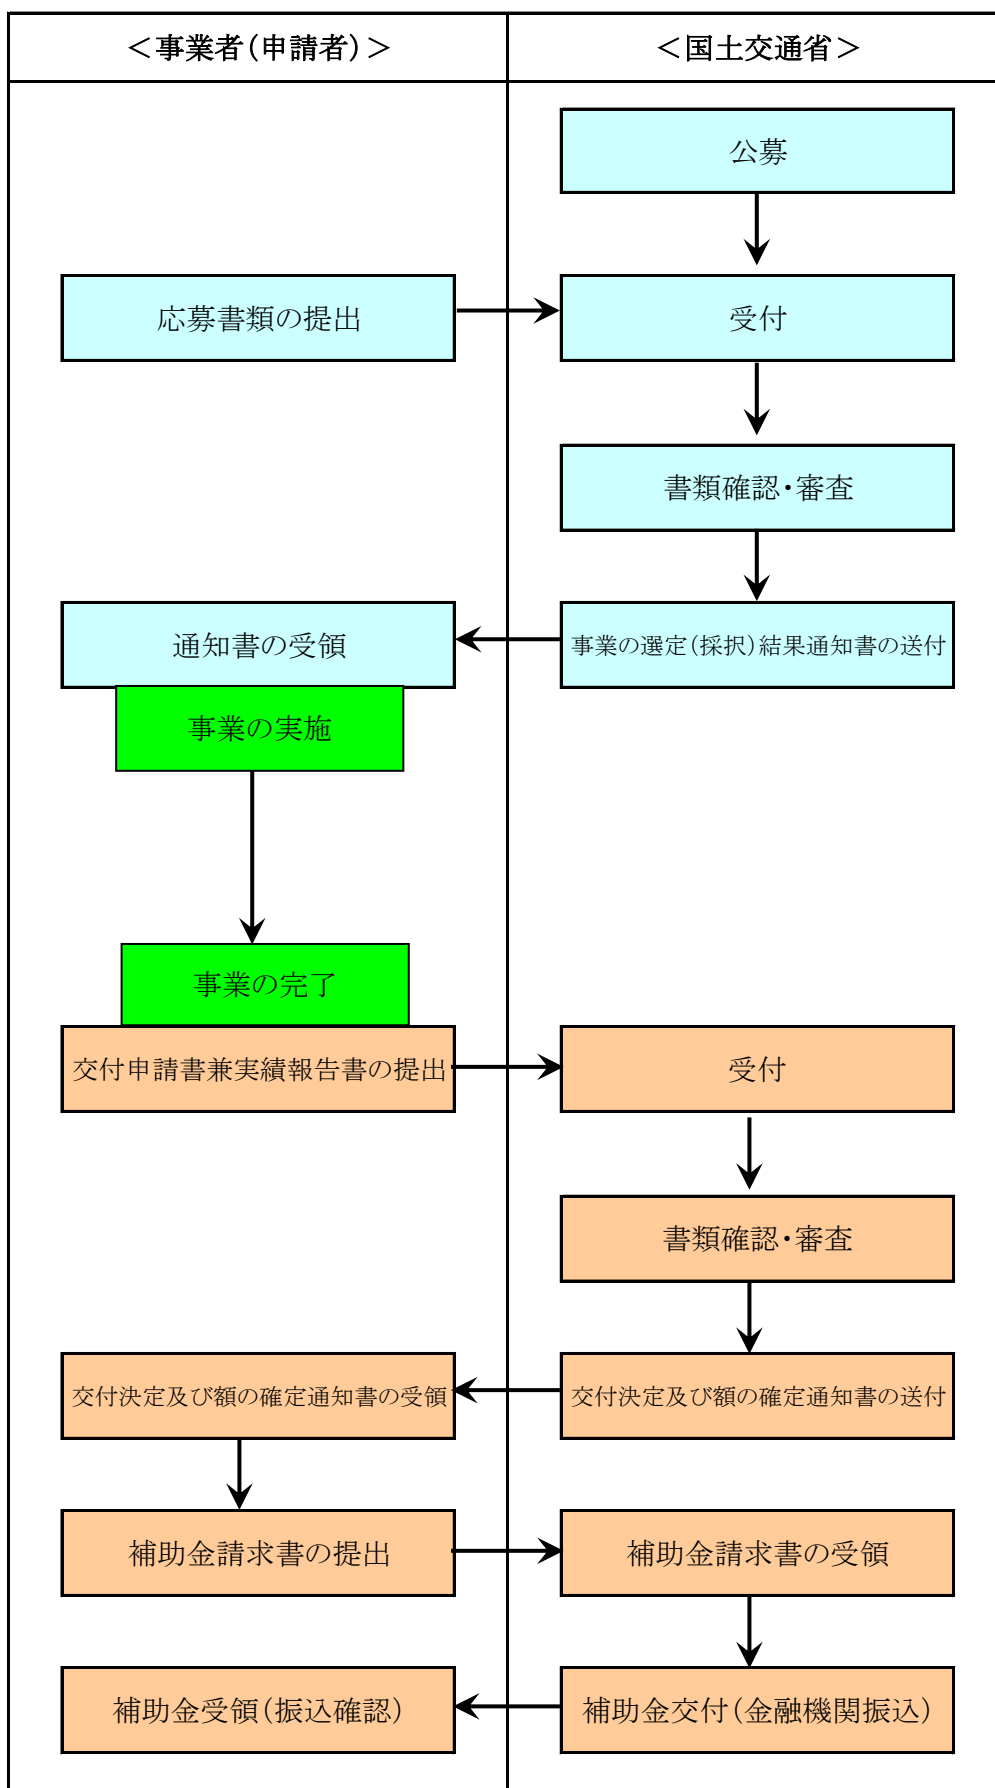 ＜事業者（申請者）＞
＜国土交通省＞
公募
応募書類の提出
受付
書類確認・審査
通知書の受領
事業の選定（採択）結果通知書の送付
事業の実施
事業の完了
交付申請書兼実績報告書の提出
受付
書類確認・審査
交付決定及び額の確定通知書の受領
交付決定及び額の確定通知書の送付
補助金請求書の提出
補助金請求書の受領
補助金受領（振込確認）
補助金交付（金融機関振込）